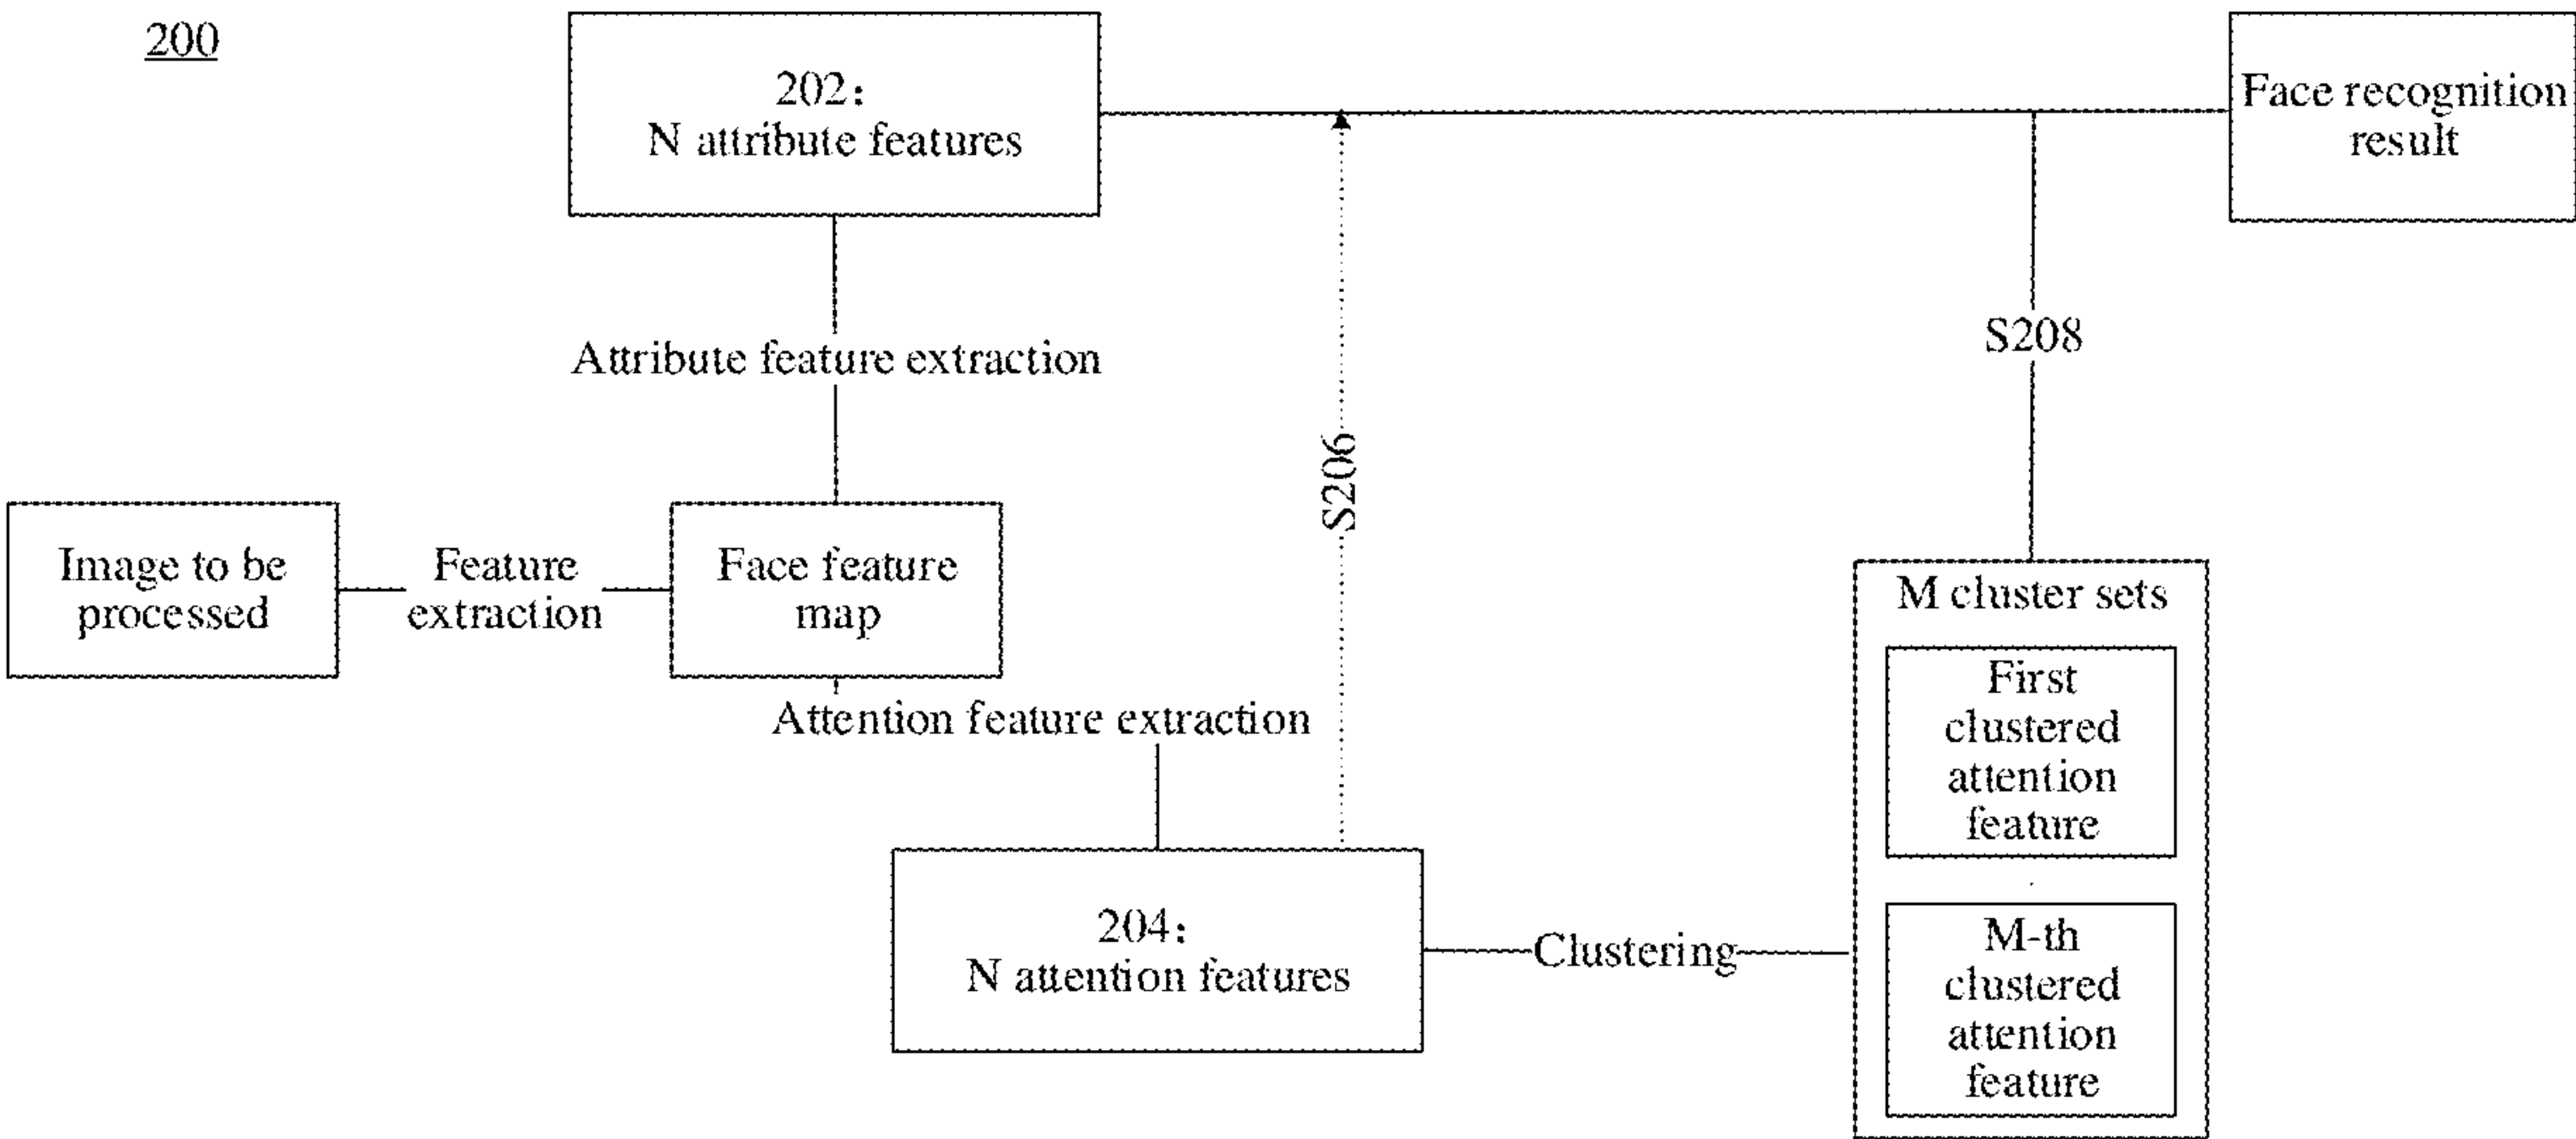 200
202:
N attribute features
Face recognition
result
Attribute feature extraction
S206
S208
Image to be
processed
Feature
extraction
Face feature
map
Attention feature extraction
204:
N attention features
Clustering
M cluster sets
First
clustered
attention
feature
M-th
clustered
attention
feature